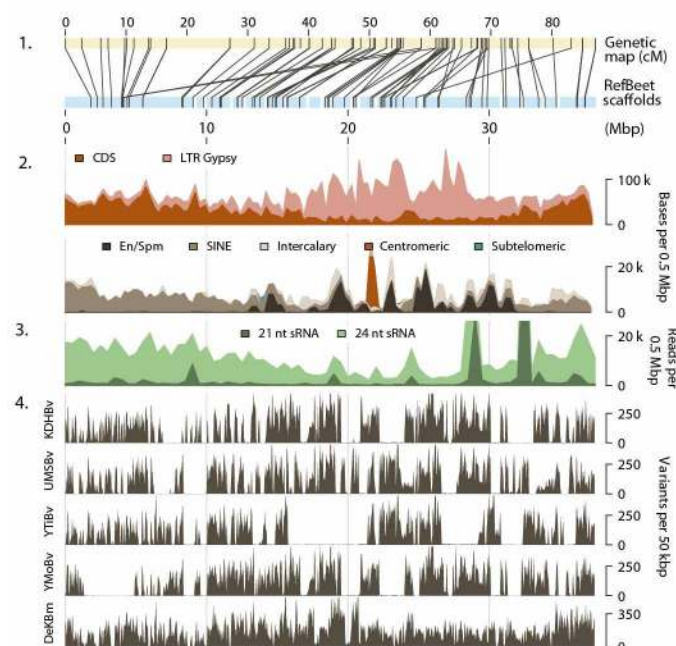 0 10 20 30 40 50 60 70 80
1.
Genetic
map (cM)
RefBeet
scaffolds
0 10 20 30 (Mbp)
2.
CDS LTR Gypsy
100 k
0
En/Spm SINE Intercalary Centromeric Subtelomeric
20 k
0
Bases per 0.5 Mbp
3.
21 nt sRNA 24 nt sRNA
20 k
0
Reads per
0.5 Mbp
4.
KDHBv
250
0
UMSBv
250
0
YTiBv
250
0
YMoBv
250
0
DeKBm
350
0
Variants per 50 kbp